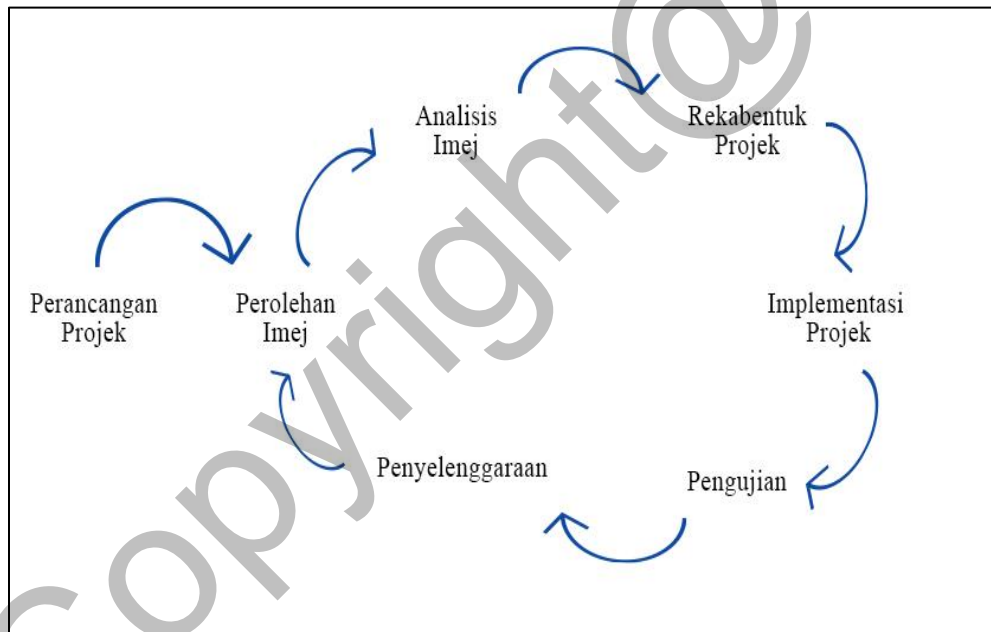 Analisis
Imej
Rekabentuk
Projek
Perancangan
Projek
Perolehan
Imej
Implementasi
Projek
Penyelenggaraan
Pengujian
Copyright@